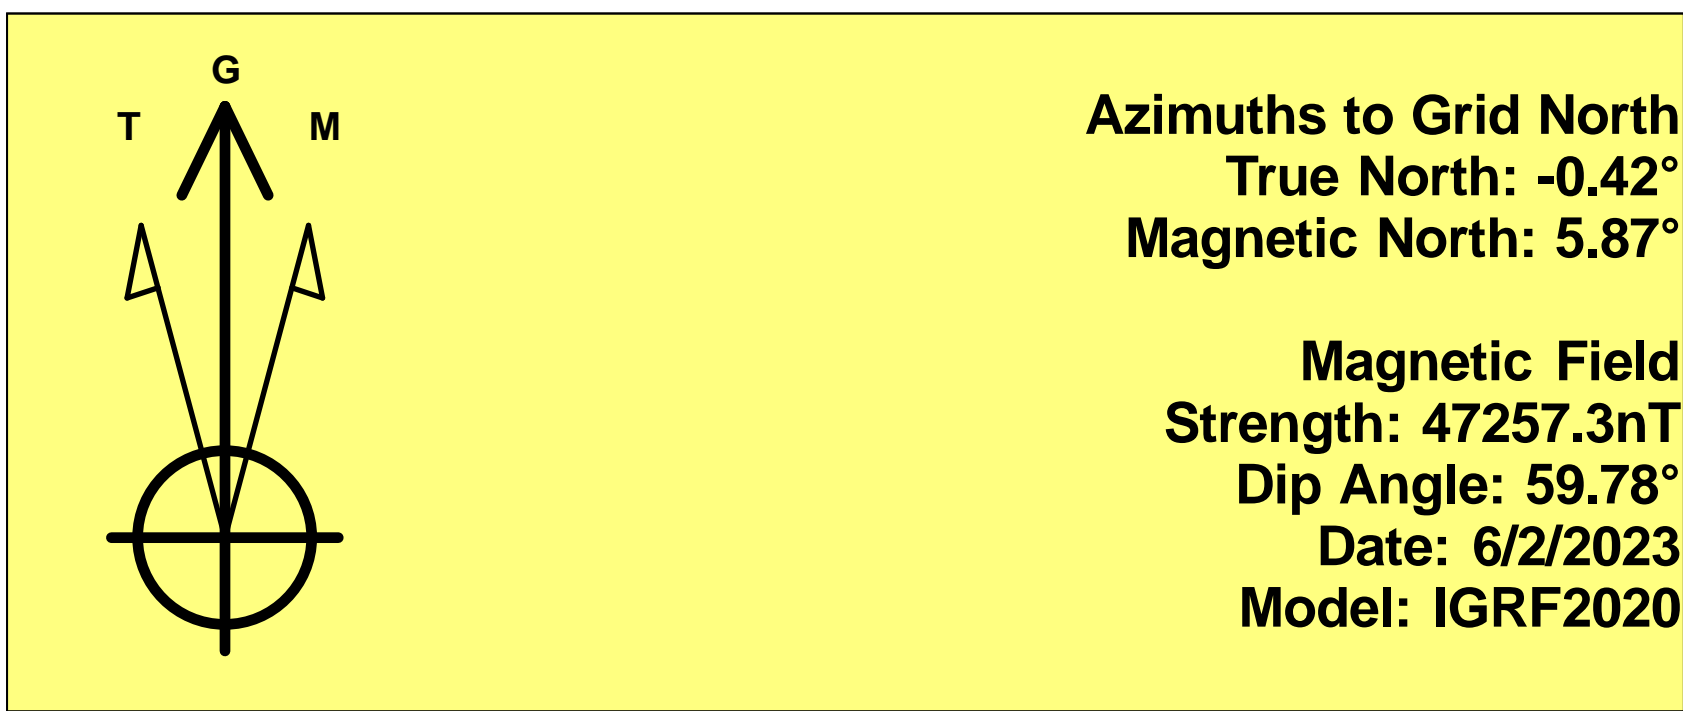 G
T M
Azimuths to Grid North
True North: -0.42°
Magnetic North: 5.87°
Magnetic Field
Strength: 47257.3nT
Dip Angle: 59.78°
Date: 6/2/2023
Model: IGRF2020